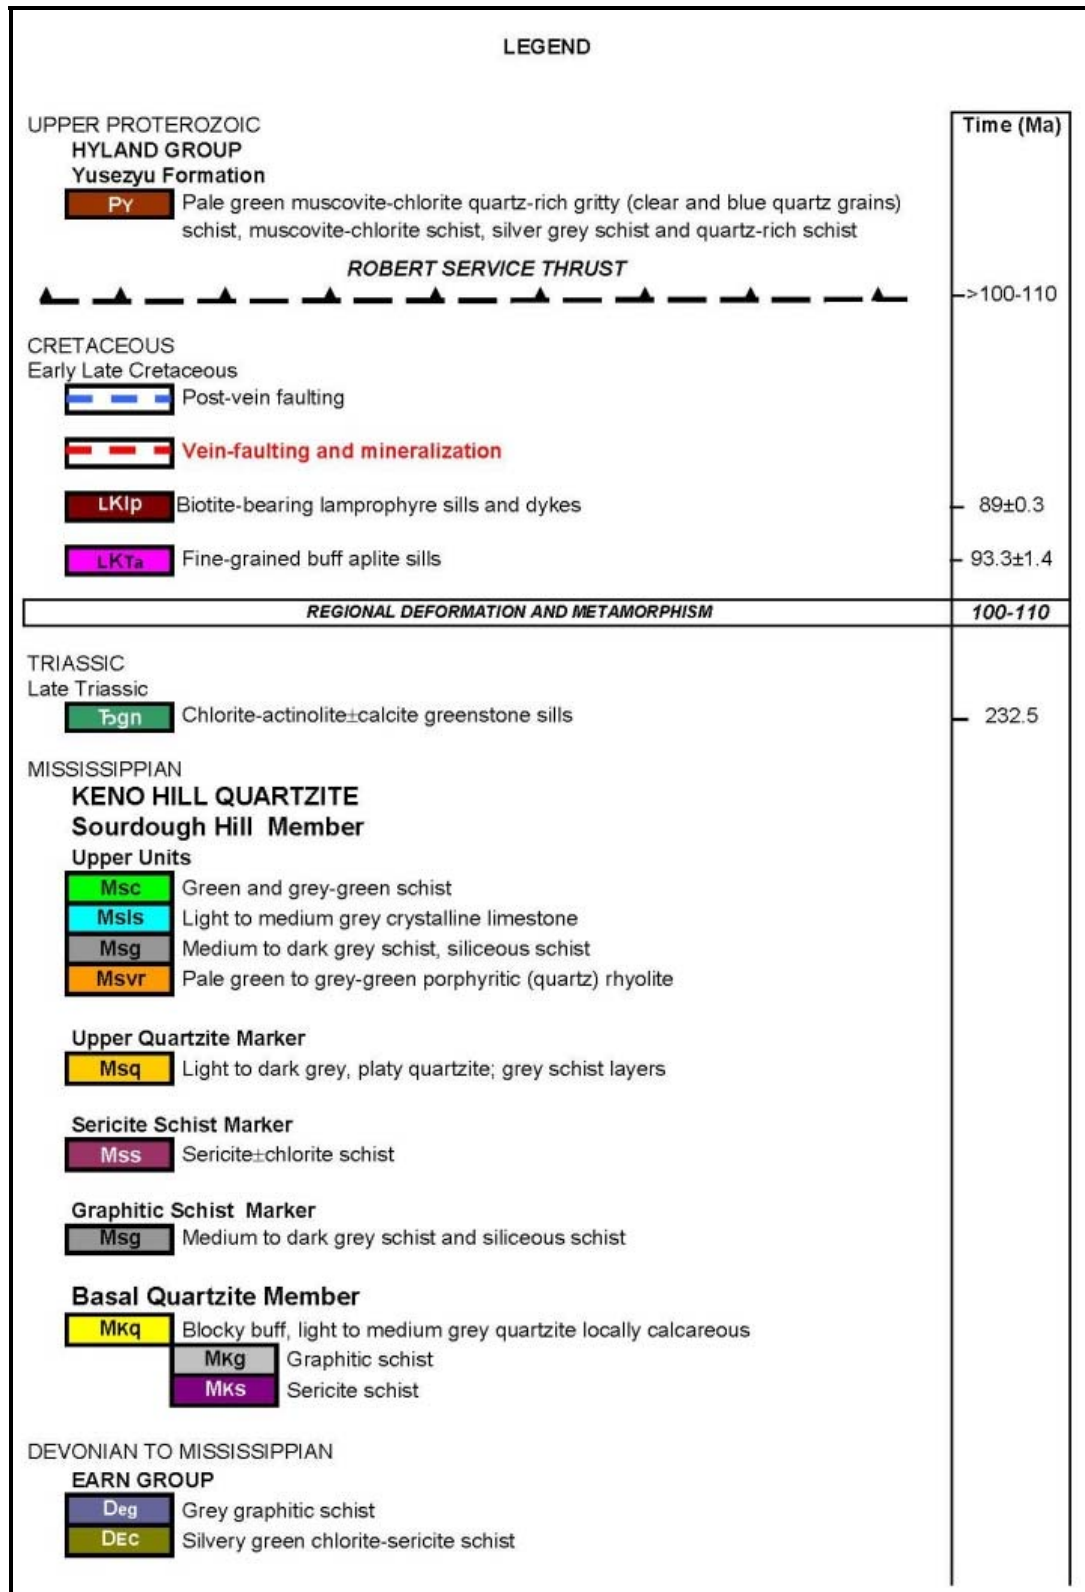 LEGEND
UPPER PROTEROZOIC
Time (Ma)
HYLAND GROUP
Yusezyu Formation
PY Pale green muscovite-chlorite quartz-rich gritty (clear and blue quartz grains)
schist, muscovite-chlorite schist, silver grey schist and quartz-rich schist
ROBERT SERVICE THRUST
>100-110
CRETACEOUS
Early Late Cretaceous
Post-vein faulting
Vein-faulting and mineralization
LKlp Biotite-bearing lamprophyre sills and dykes 89±0.3
LKTa Fine-grained buff aplite sills 93.3±1.4
REGIONAL DEFORMATION AND METAMORPHISM 100-110
TRIASSIC
Late Triassic
Ꞇgn Chlorite-actinolite±calcite greenstone sills 232.5
MISSISSIPPIAN
KENO HILL QUARTZITE
Sourdough Hill Member
Upper Units
Msc Green and grey-green schist
Msls Light to medium grey crystalline limestone
Msg Medium to dark grey schist, siliceous schist
Msvr Pale green to grey-green porphyritic (quartz) rhyolite
Upper Quartzite Marker
Msq Light to dark grey, platy quartzite; grey schist layers
Sericite Schist Marker
Mss Sericite±chlorite schist
Graphitic Schist Marker
Msg Medium to dark grey schist and siliceous schist
Basal Quartzite Member
MKq Blocky buff, light to medium grey quartzite locally calcareous
MKg Graphitic schist
MKs Sericite schist
DEVONIAN TO MISSISSIPPIAN
EARN GROUP
Deg Grey graphitic schist
DEc Silvery green chlorite-sericite schist